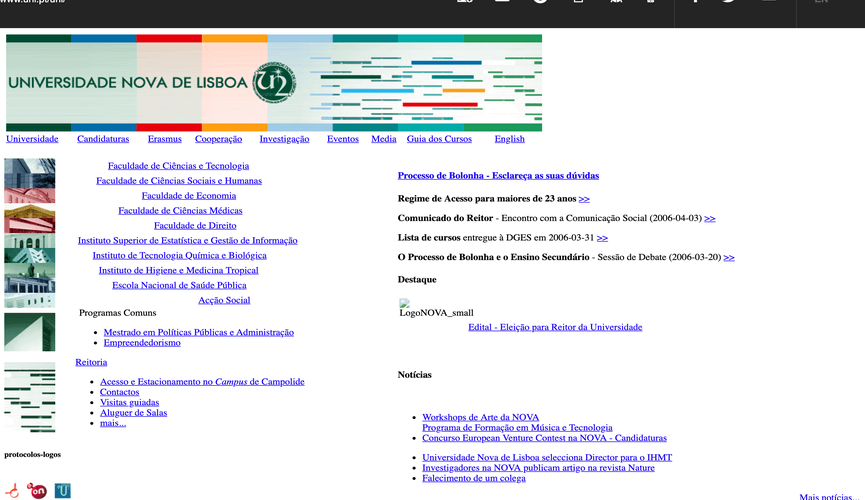 www.unl.pt/unl/
EN
UNIVERSIDADE NOVA DE LISBOA
Universidade Candidaturas Erasmus Cooperação Investigação Eventos Media Guia dos Cursos English
Faculdade de Ciências e Tecnologia
Faculdade de Ciências Sociais e Humanas
Faculdade de Economia
Faculdade de Ciências Médicas
Faculdade de Direito
Instituto Superior de Estatística e Gestão de Informação
Instituto de Tecnologia Química e Biológica
Instituto de Higiene e Medicina Tropical
Escola Nacional de Saúde Pública
Acção Social
Programas Comuns
Mestrado em Políticas Públicas e Administração
Empreendedorismo
Reitoria
Acesso e Estacionamento no Campus de Campolide
Contactos
Visitas guiadas
Aluguer de Salas
mais...
protocolos-logos
Processo de Bolonha - Esclareça as suas dúvidas
Regime de Acesso para maiores de 23 anos >>
Comunicado do Reitor - Encontro com a Comunicação Social (2006-04-03) >>
Lista de cursos entregue à DGES em 2006-03-31 >>
O Processo de Bolonha e o Ensino Secundário - Sessão de Debate (2006-03-20) >>
Destaque
LogoNOVA_small
Edital - Eleição para Reitor da Universidade
Notícias
Workshops de Arte da NOVA
Programa de Formação em Música e Tecnologia
Concurso European Venture Contest na NOVA - Candidaturas
Universidade Nova de Lisboa selecciona Director para o IHMT
Investigadores na NOVA publicam artigo na revista Nature
Falecimento de um colega
Mais notícias...